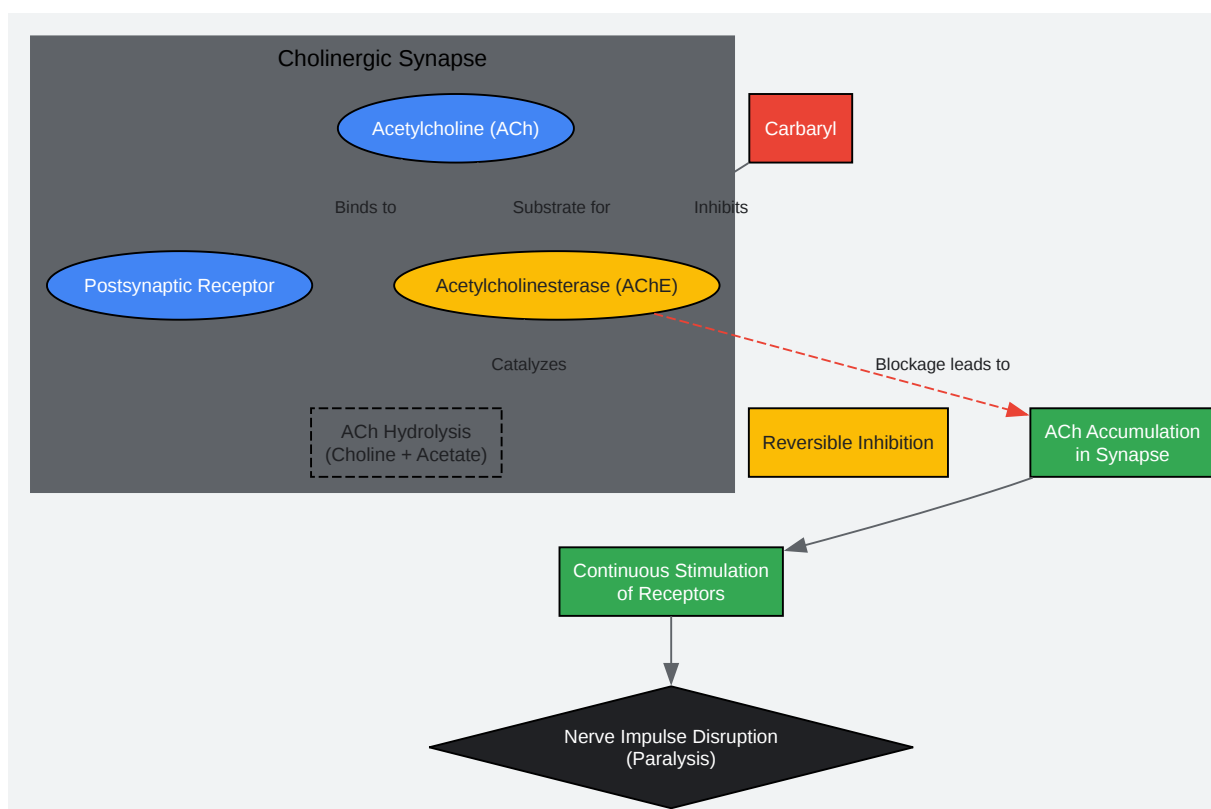 Cholinergic Synapse
Acetylcholine (ACh)
Carbaryl
Binds to
Substrate for
Inhibits
Postsynaptic Receptor
Acetylcholinesterase (AChE)
Catalyzes
Blockage leads to
ACh Hydrolysis
(Choline + Acetate)
Reversible Inhibition
ACh Accumulation
in Synapse
Continuous Stimulation
of Receptors
Nerve Impulse Disruption
(Paralysis)